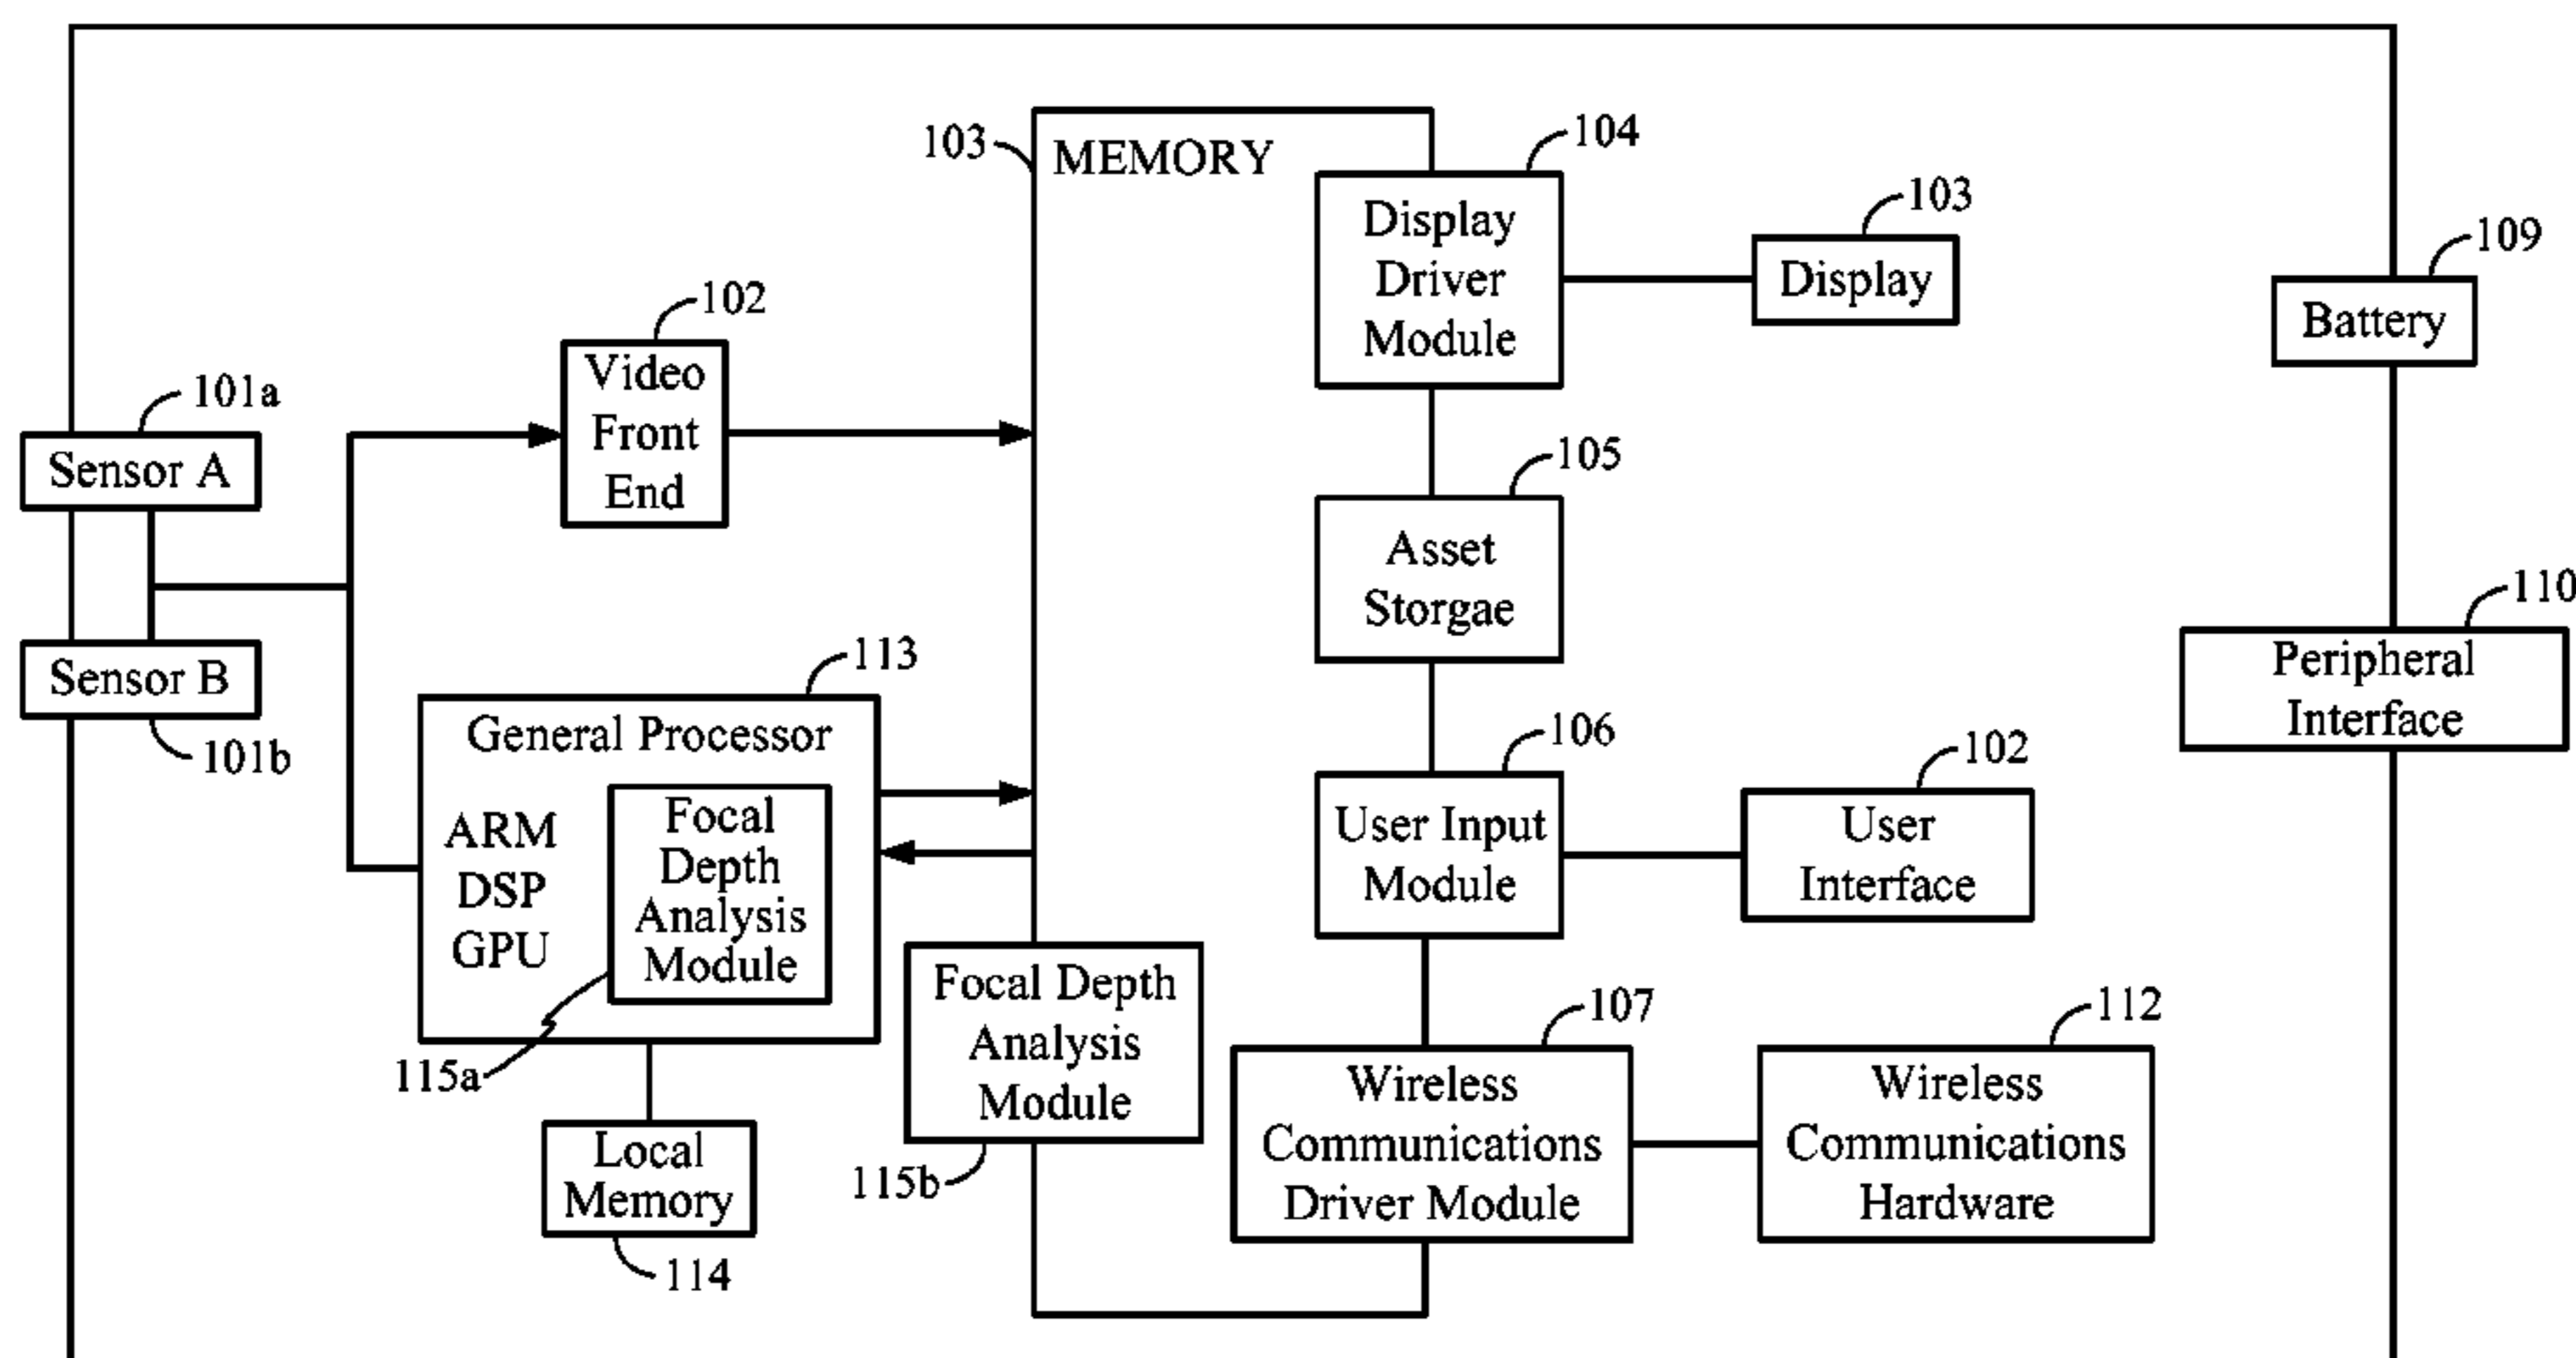 103
MEMORY
104
Display
Driver
Module
103
Display
109
Battery
102
Video
Front
End
101a
Sensor A
Sensor B
101b
105
Asset
Storgae
110
Peripheral
Interface
113
General Processor
ARM
DSP
GPU
Focal
Depth
Analysis
Module
115a
106
User Input
Module
102
User
Interface
Focal Depth
Analysis
Module
115b
107
Wireless
Communications
Driver Module
112
Wireless
Communications
Hardware
Local
Memory
114